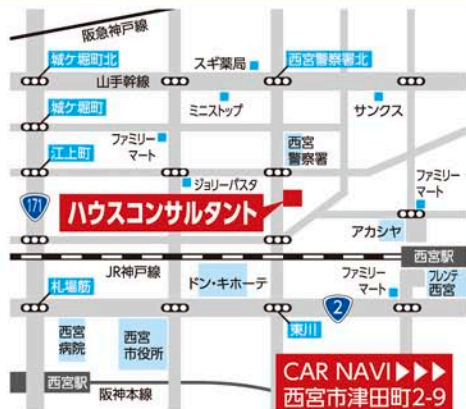 阪急神戸線
城ケ堀町北
スギ薬局
西宮警察署北
山手幹線
城ケ堀町
ミニストップ
サンクス
ファミリー
マート
西宮
警察署
江上町
ジョリーパスタ
ファミリー
マート
171
ハウスコンサルタント
アカシヤ
西宮駅
JR神戸線
札場筋
ドン・キホーテ
ファミリー
マート
フレンテ
西宮
2
西宮
病院
西宮
市役所
東川
西宮駅
阪神本線
CAR NAVI▶▶▶
西宮市津田町2-9